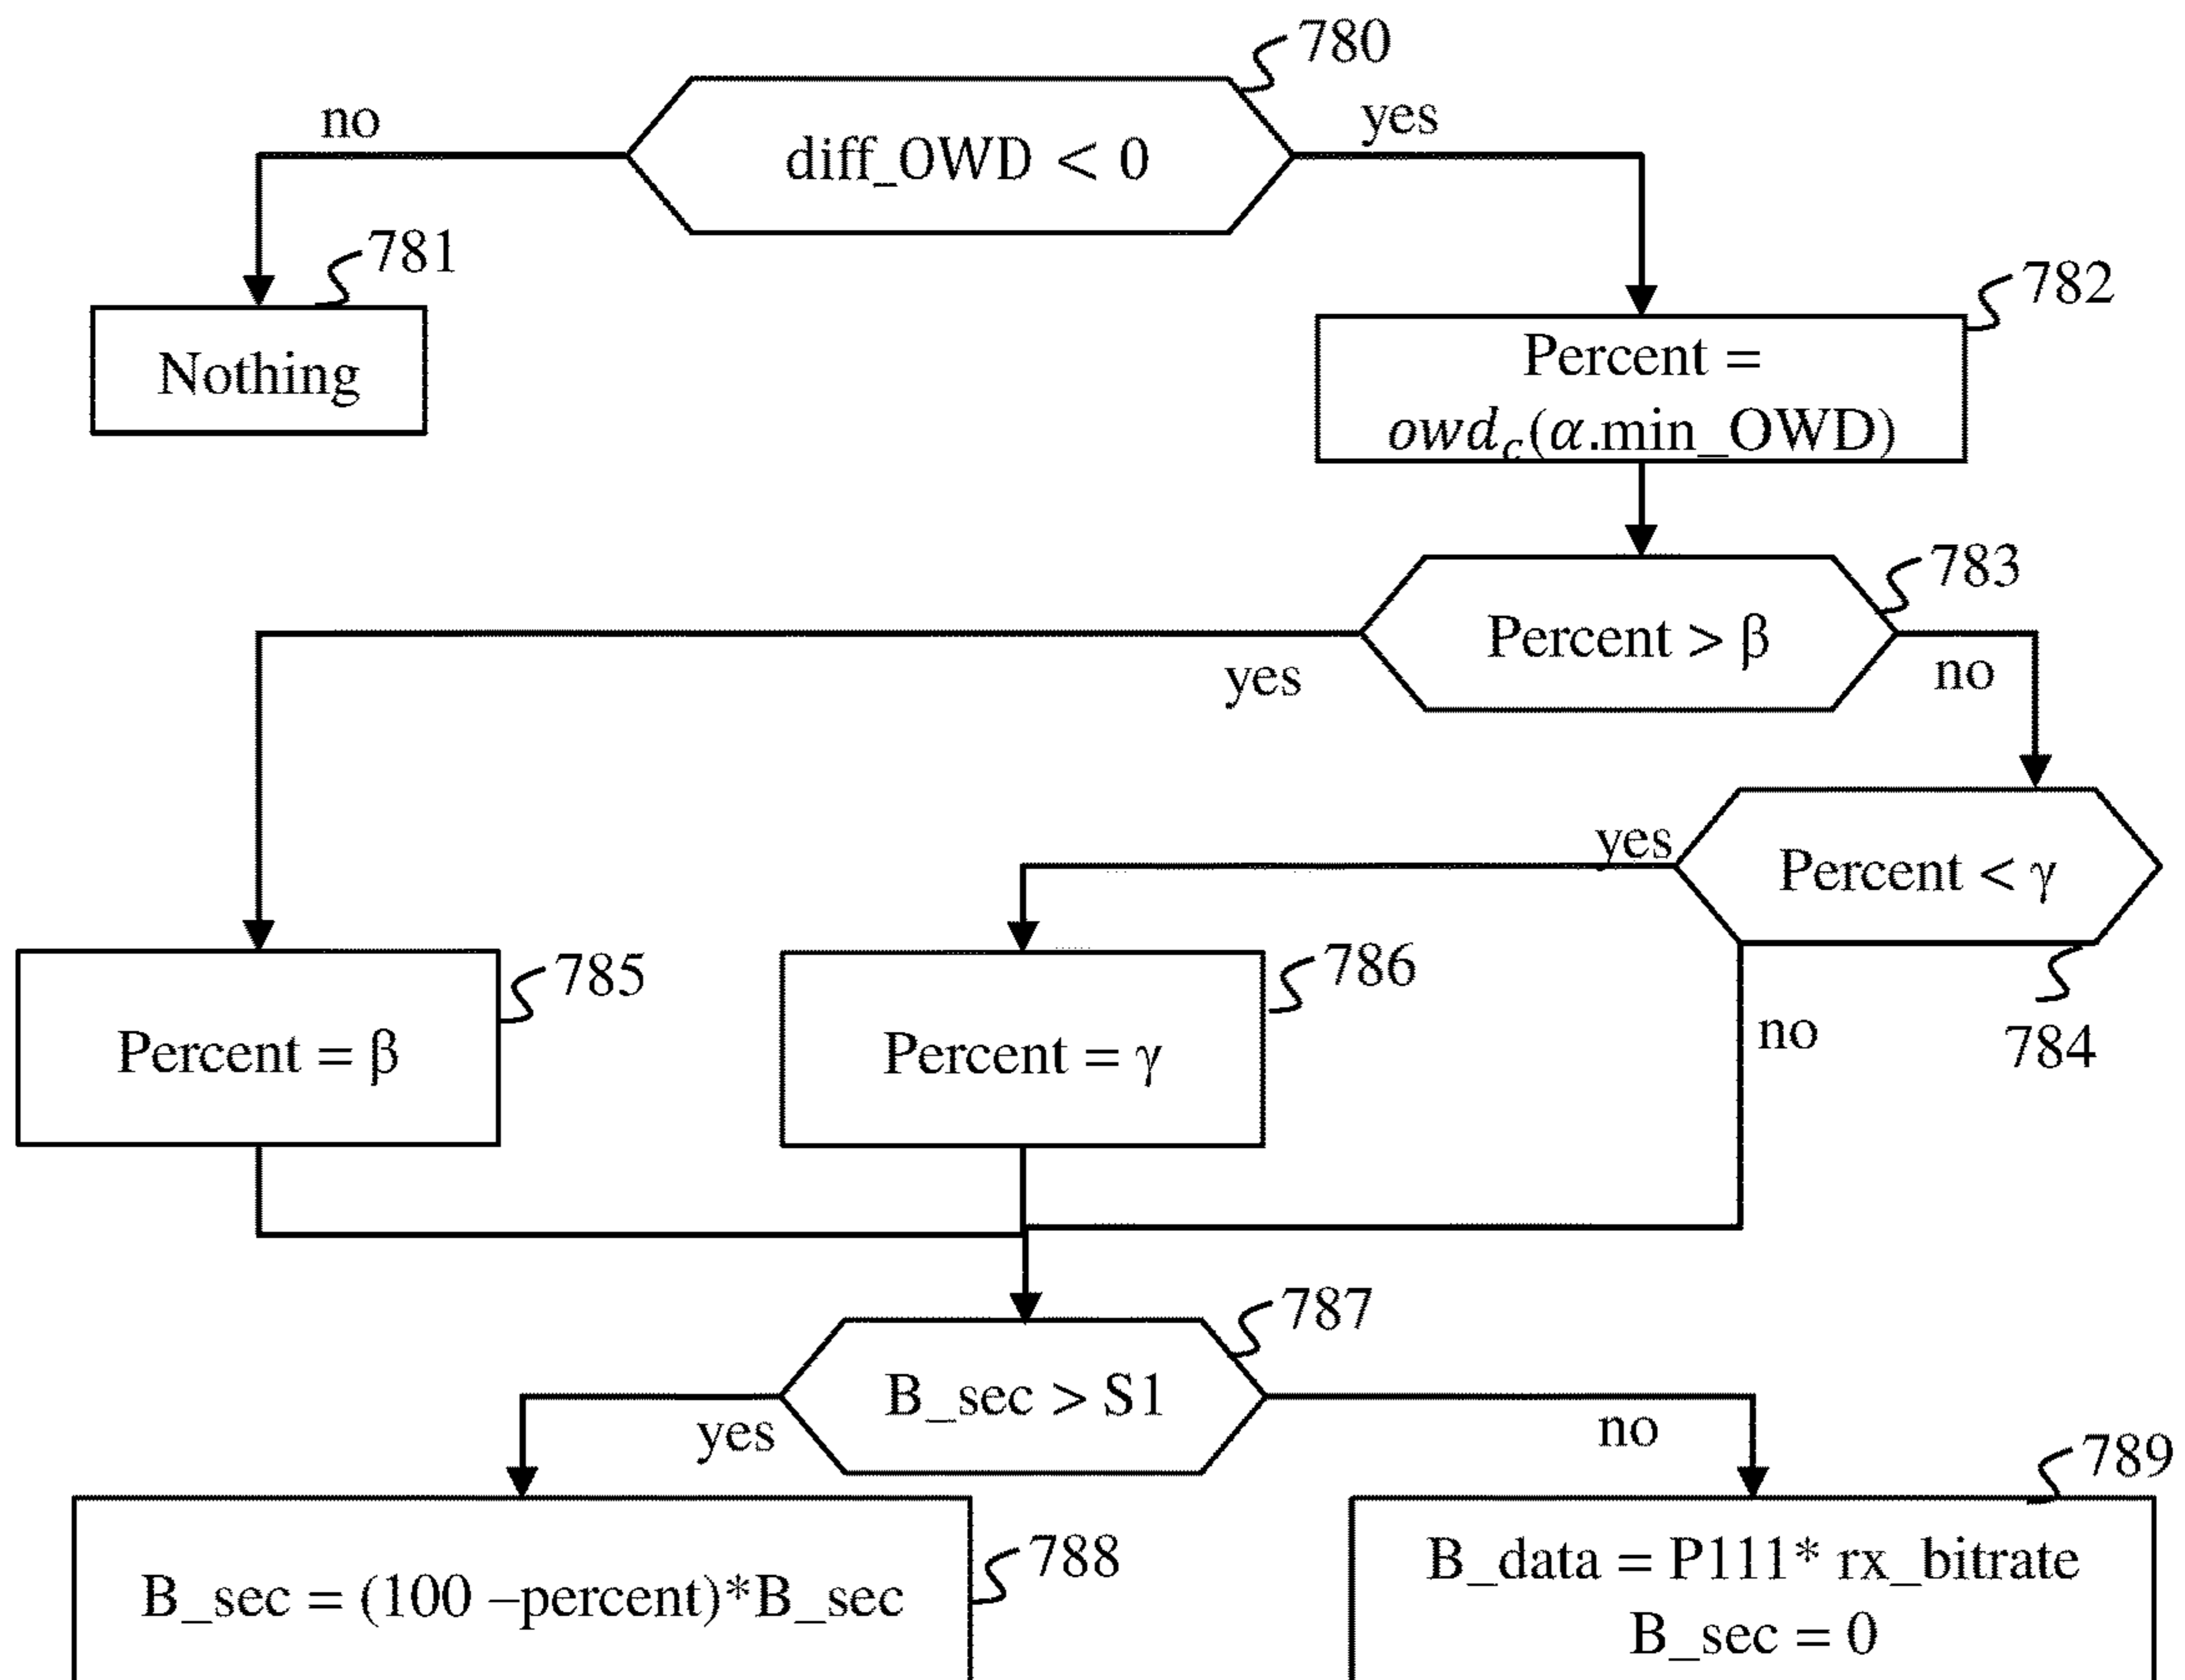 780
no
yes
diff_OWD < 0
781
782
Nothing
Percent =
owd_c(α.min_OWD)
783
Percent > β
yes
no
yes
Percent < γ
785
786
784
no
Percent = β
Percent = γ
787
B_sec > S1
yes
no
789
788
B_sec = (100 –percent)*B_sec
B_data = P111* rx_bitrate
B_sec = 0